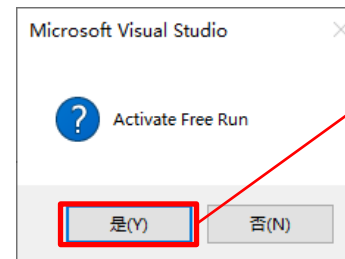 Microsoft Visual Studio
Activate Free Run
是(Y)
否(N)